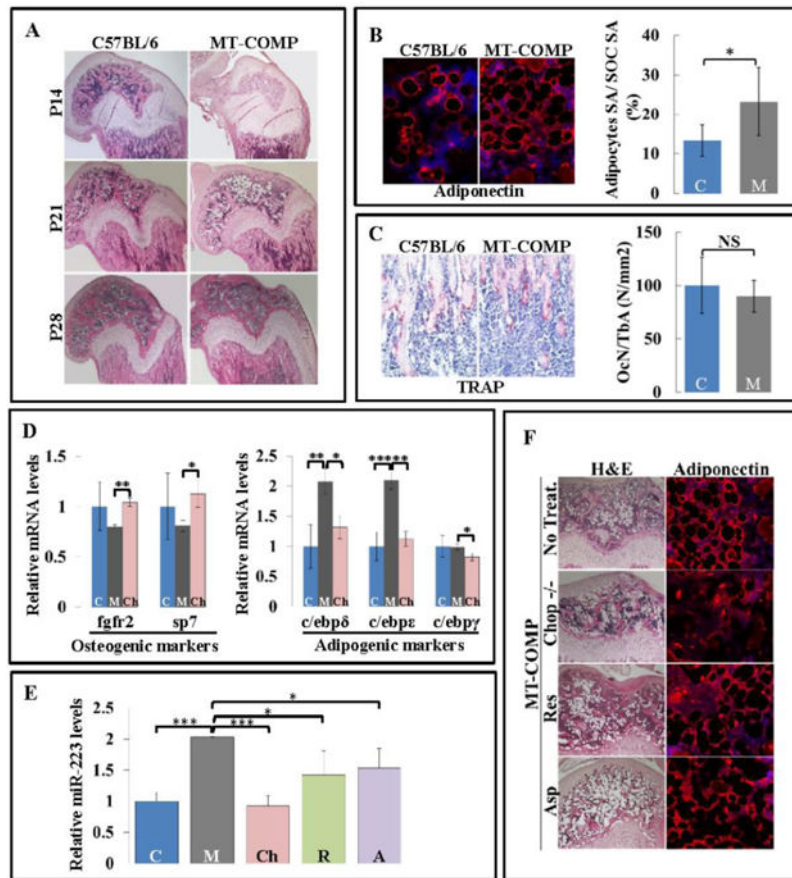 A
C57BL/6 MT-COMP
P14
P21
P28
B
C57BL/6 MT-COMP
Adiponectin
Adipocytes SA/ SOC SA
(%)
40
30
20
10
0
*
C M
C
C57BL/6 MT-COMP
TRAP
OcN/TbA (N/mm2)
150
100
50
0
NS
C M
D
Relative mRNA levels
1.5
1
0.5
0
** *
C M Ch C M Ch
fgfr2 sp7
Osteogenic markers
Relative mRNA levels
2.5
2
1.5
1
0.5
0
** * *** *** *
C M Ch C M Ch C M Ch
c/ebpδ c/ebpε c/ebpγ
Adipogenic markers
E
Relative miR-223 levels
2.5
2
1.5
1
0.5
0
*
*
*** ***
C M Ch R A
F
H&E Adiponectin
MT-COMP
No Treat.
Chop -/-
Res
Asp